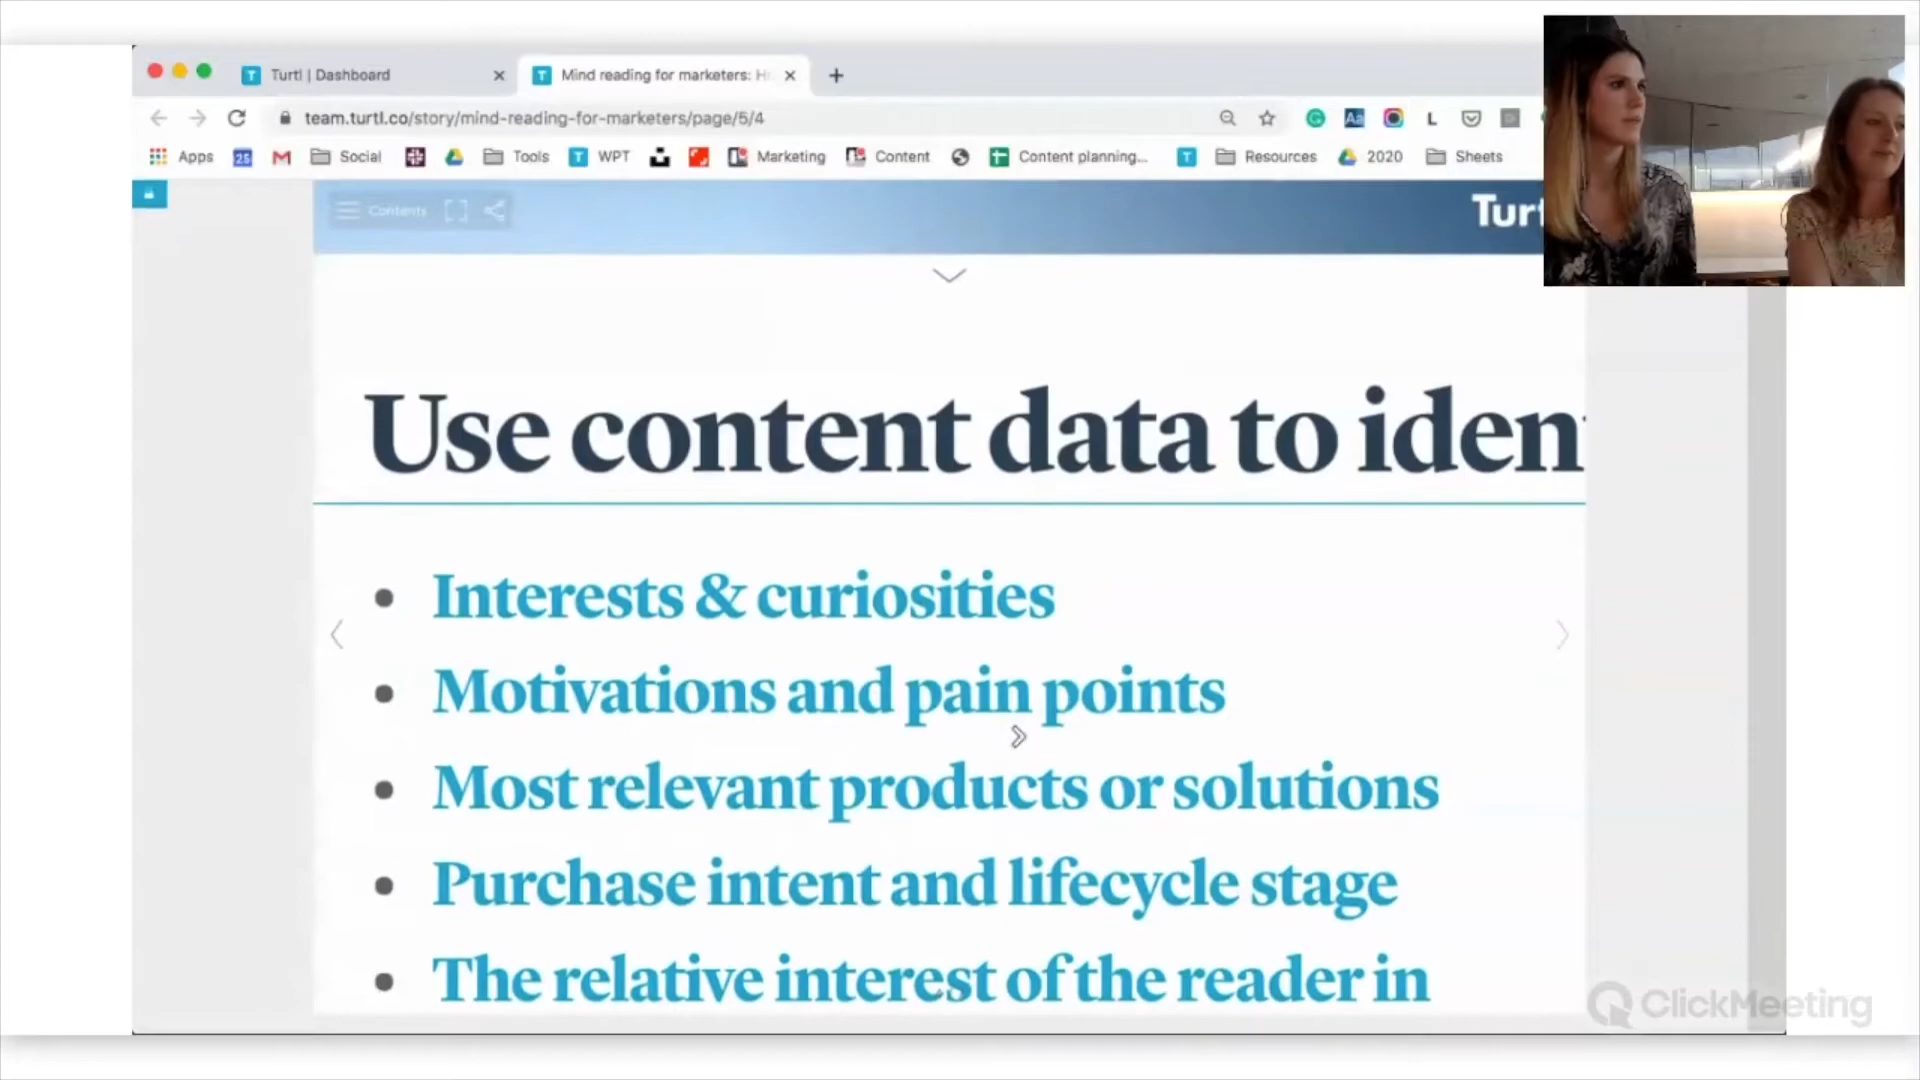 Turtl | Dashboard
Mind reading for marketers: H
team.turtl.co/story/mind-reading-for-marketers/page/5/4
Aa
L
Apps
25
Social
Tools
T WPT
Marketing
Content
Content planning...
T
Resources
2020
Sheets
Contents
Turt
Use content data to iden
• Interests & curiosities
• Motivations and pain points
• Most relevant products or solutions
• Purchase intent and lifecycle stage
• The relative interest of the reader in
ClickMeeting